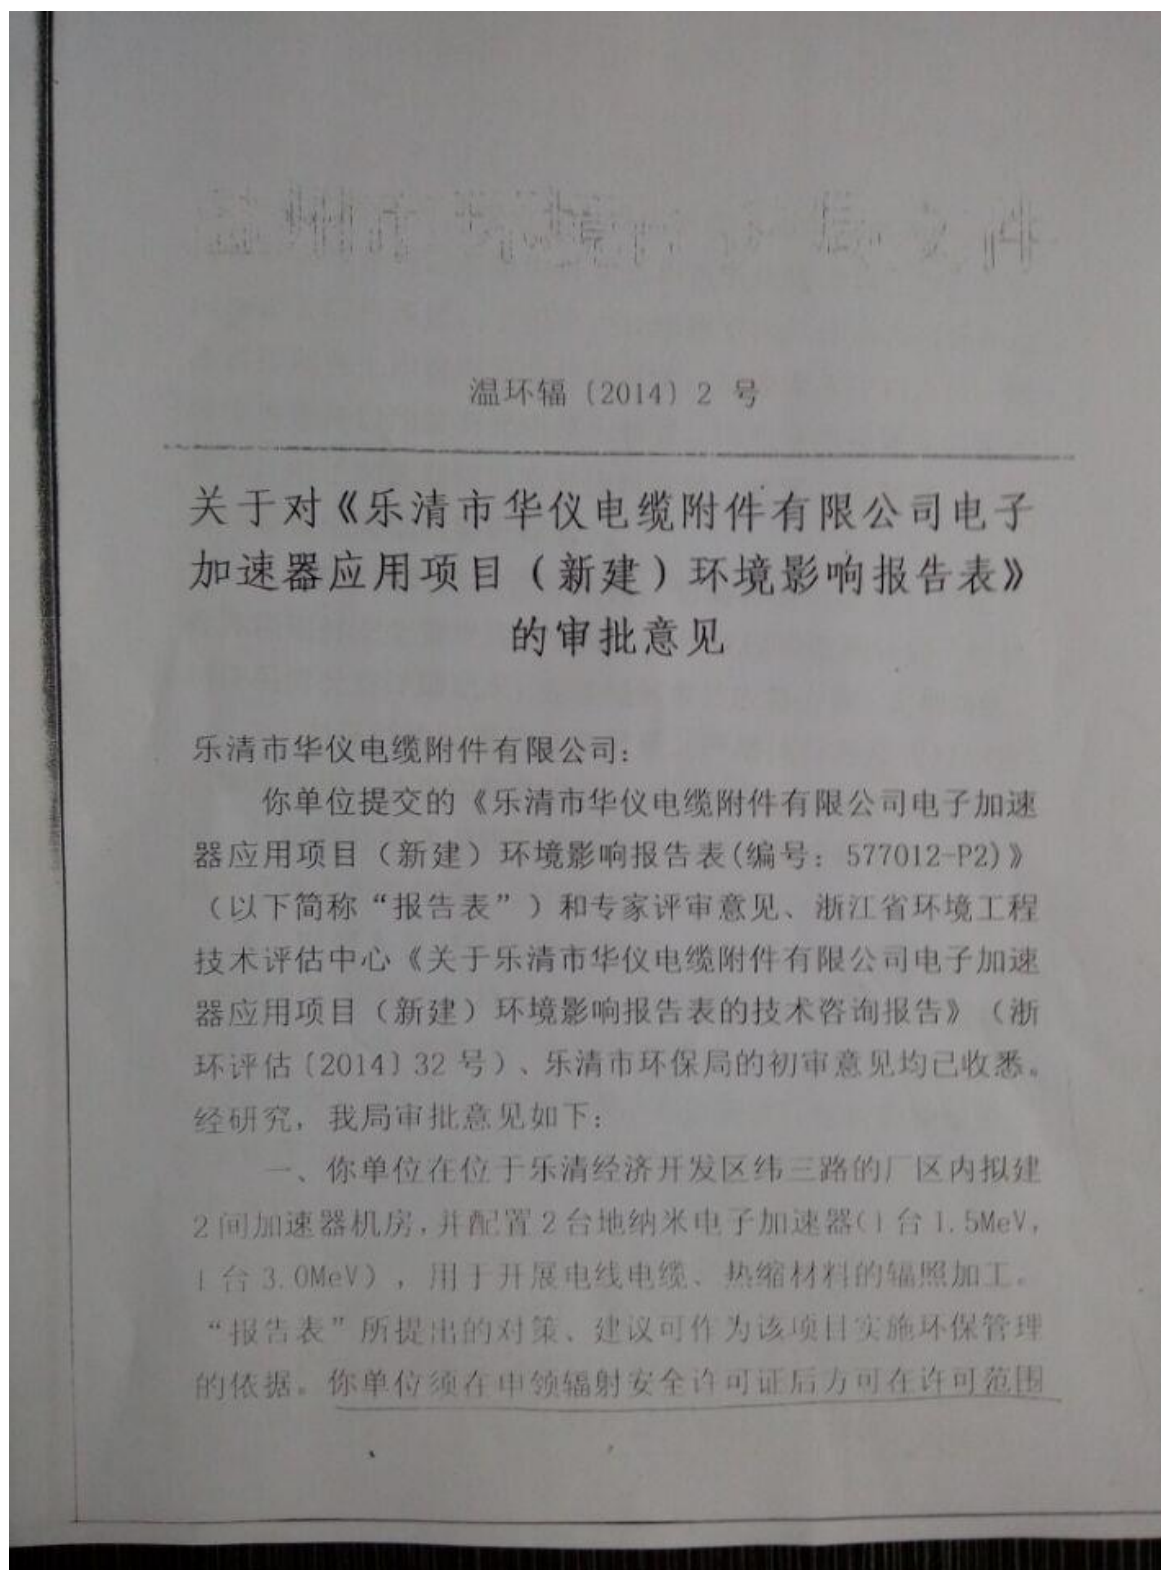 温环辐〔2014〕2 号
关于对《乐清市华仪电缆附件有限公司电子
加速器应用项目（新建）环境影响报告表》
的审批意见
乐清市华仪电缆附件有限公司：
你单位提交的《乐清市华仪电缆附件有限公司电子加速
器应用项目（新建）环境影响报告表(编号：577012-P2)》
（以下简称“报告表”）和专家评审意见、浙江省环境工程
技术评估中心《关于乐清市华仪电缆附件有限公司电子加速
器应用项目（新建）环境影响报告表的技术咨询报告》（浙
环评估〔2014〕32 号）、乐清市环保局的初审意见均已收悉。
经研究，我局审批意见如下：
一、你单位在位于乐清经济开发区纬三路的厂区内拟建
2 间加速器机房，并配置 2 台地纳米电子加速器(1 台 1.5MeV，
1 台 3.0MeV），用于开展电线电缆、热缩材料的辐照加工。
“报告表”所提出的对策、建议可作为该项目实施环保管理
的依据。你单位须在申领辐射安全许可证后方可在许可范围